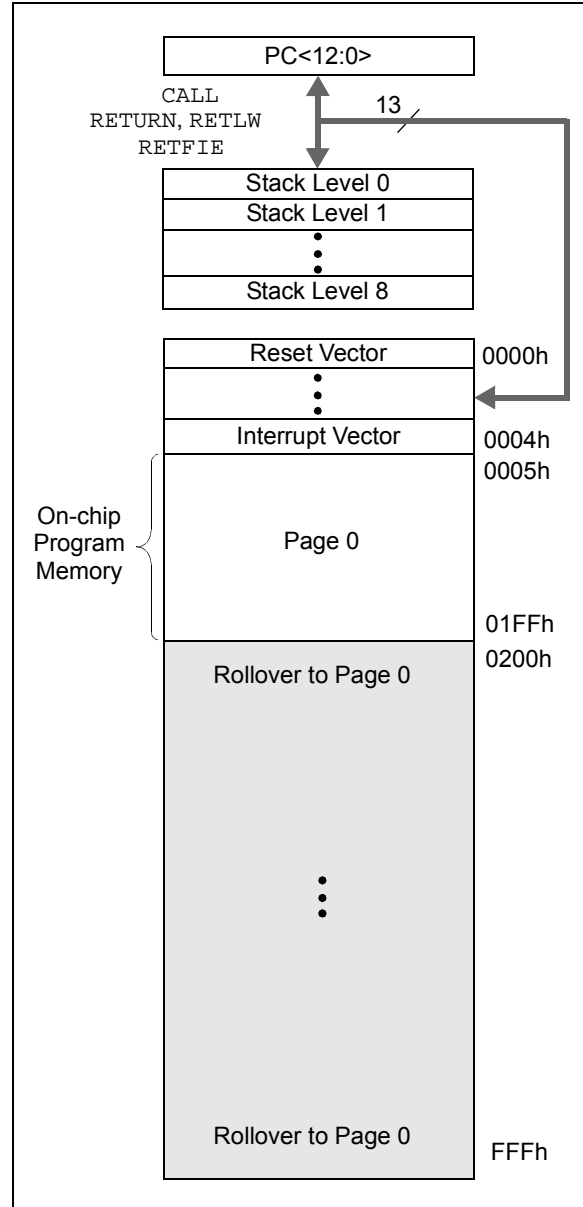 PC<12:0>
CALL
RETURN, RETLW
RETFIE
13
Stack Level 0
Stack Level 1
Stack Level 8
Reset Vector
0000h
Interrupt Vector
0004h
0005h
On-chip
Program
Memory
Page 0
01FFh
0200h
Rollover to Page 0
Rollover to Page 0
FFFh